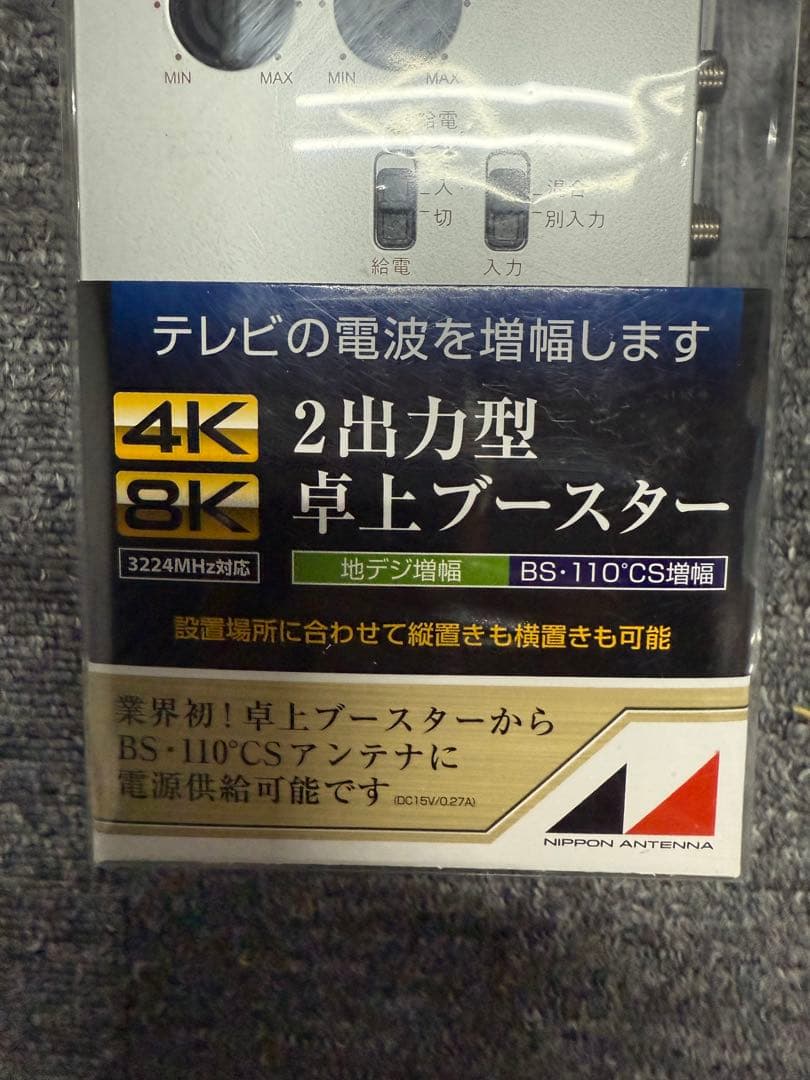 MIN MAX MIN MAX
給電
入 混合
切 別入力
給電 入力
テレビの電波を増幅します
4K 2出力型
8K 卓上ブースター
3224MHz対応 地デジ増幅 BS・110°CS増幅
設置場所に合わせて縦置きも横置きも可能
業界初！卓上ブースターから
BS・110°CSアンテナに
電源供給可能です (DC15V/0.27A)
NIPPON ANTENNA